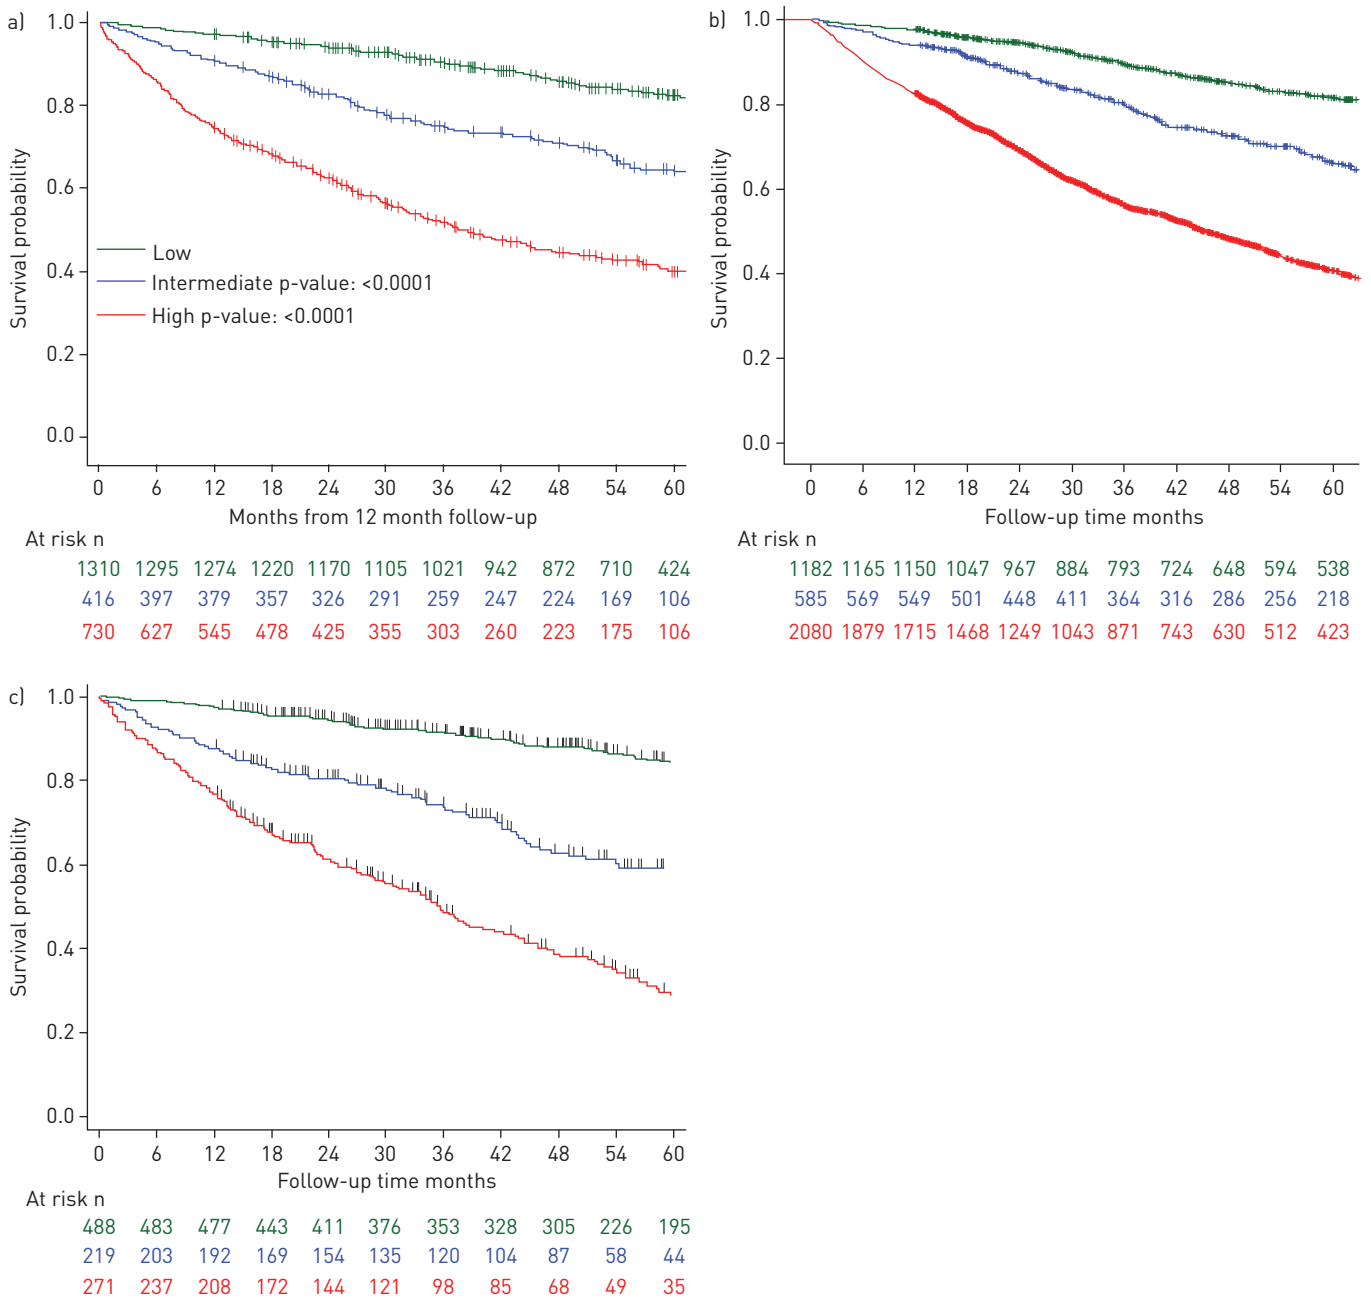 a)
1.0
0.8
0.6
0.4
0.2
0.0
Survival probability
Low
Intermediate p-value: <0.0001
High p-value: <0.0001
0 6 12 18 24 30 36 42 48 54 60
Months from 12 month follow-up
At risk n
1310 1295 1274 1220 1170 1105 1021 942 872 710 424
416 397 379 357 326 291 259 247 224 169 106
730 627 545 478 425 355 303 260 223 175 106
b)
1.0
0.8
0.6
0.4
0.2
0.0
Survival probability
0 6 12 18 24 30 36 42 48 54 60
Follow-up time months
At risk n
1182 1165 1150 1047 967 884 793 724 648 594 538
585 569 549 501 448 411 364 316 286 256 218
2080 1879 1715 1468 1249 1043 871 743 630 512 423
c)
1.0
0.8
0.6
0.4
0.2
0.0
Survival probability
0 6 12 18 24 30 36 42 48 54 60
Follow-up time months
At risk n
488 483 477 443 411 376 353 328 305 226 195
219 203 192 169 154 135 120 104 87 58 44
271 237 208 172 144 121 98 85 68 49 35